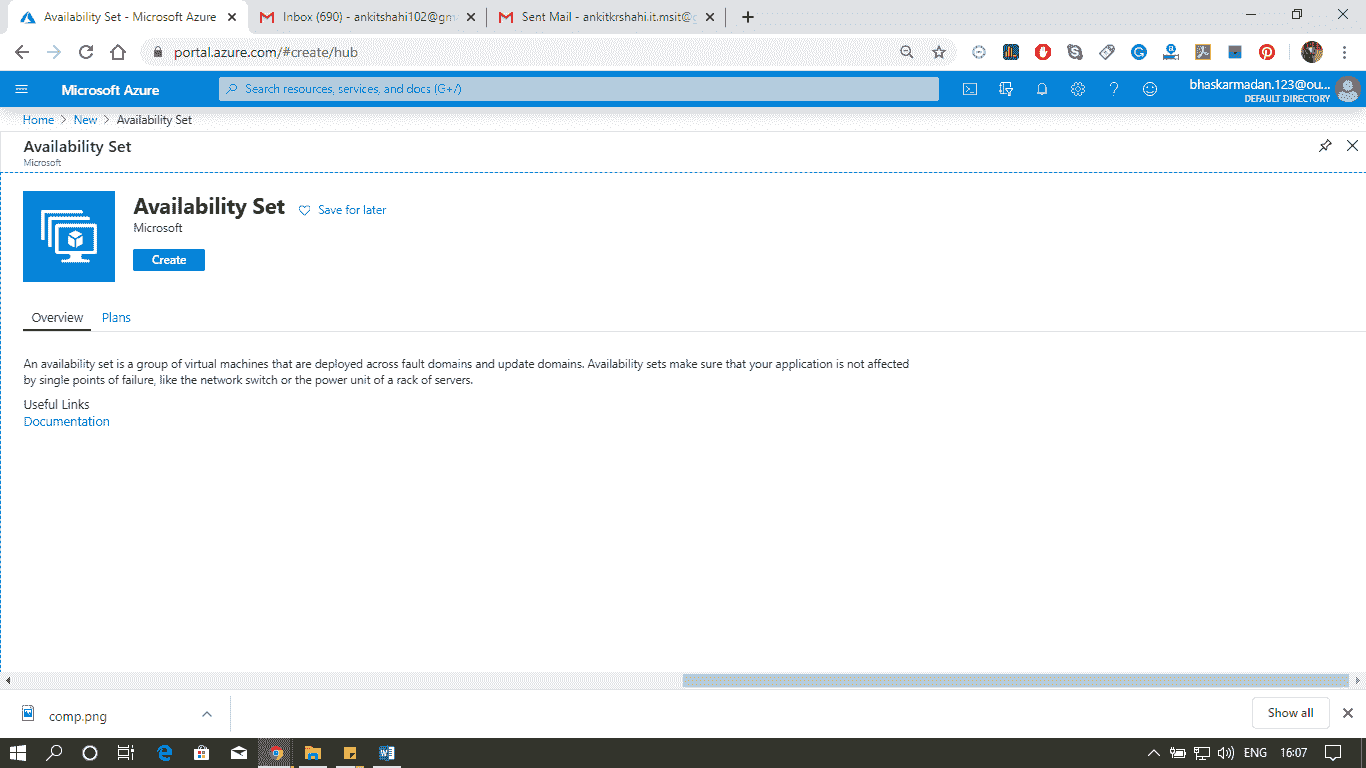 Availability Set - Microsoft Azure
Inbox (690) - ankitshahi102@gm
Sent Mail - ankitkrshahi.it.msit@g
portal.azure.com/#create/hub
Microsoft Azure
Search resources, services, and docs (G+/)
bhaskarmadan.123@ou...
DEFAULT DIRECTORY
Home > New > Availability Set
Availability Set
Microsoft
Availability Set
Save for later
Microsoft
Create
Overview
Plans
An availability set is a group of virtual machines that are deployed across fault domains and update domains. Availability sets make sure that your application is not affected
by single points of failure, like the network switch or the power unit of a rack of servers.
Useful Links
Documentation
comp.png
Show all
ENG
16:07